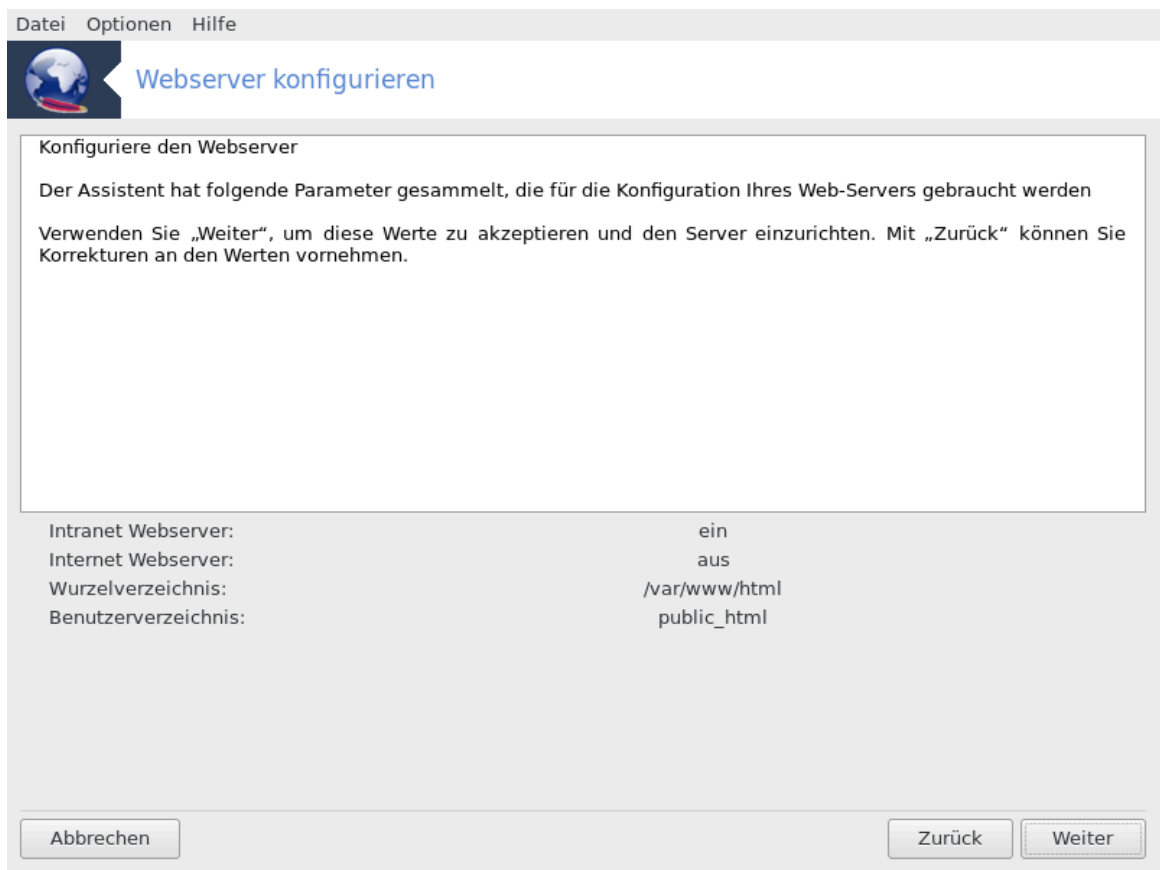 Datei Optionen Hilfe
Webserver konfigurieren
Konfiguriere den Webserver
Der Assistent hat folgende Parameter gesammelt, die für die Konfiguration Ihres Web-Servers gebraucht werden
Verwenden Sie „Weiter“, um diese Werte zu akzeptieren und den Server einzurichten. Mit „Zurück“ können Sie
Korrekturen an den Werten vornehmen.
Intranet Webserver: ein
Internet Webserver: aus
Wurzelverzeichnis: /var/www/html
Benutzerverzeichnis: public_html
Abbrechen Zurück Weiter